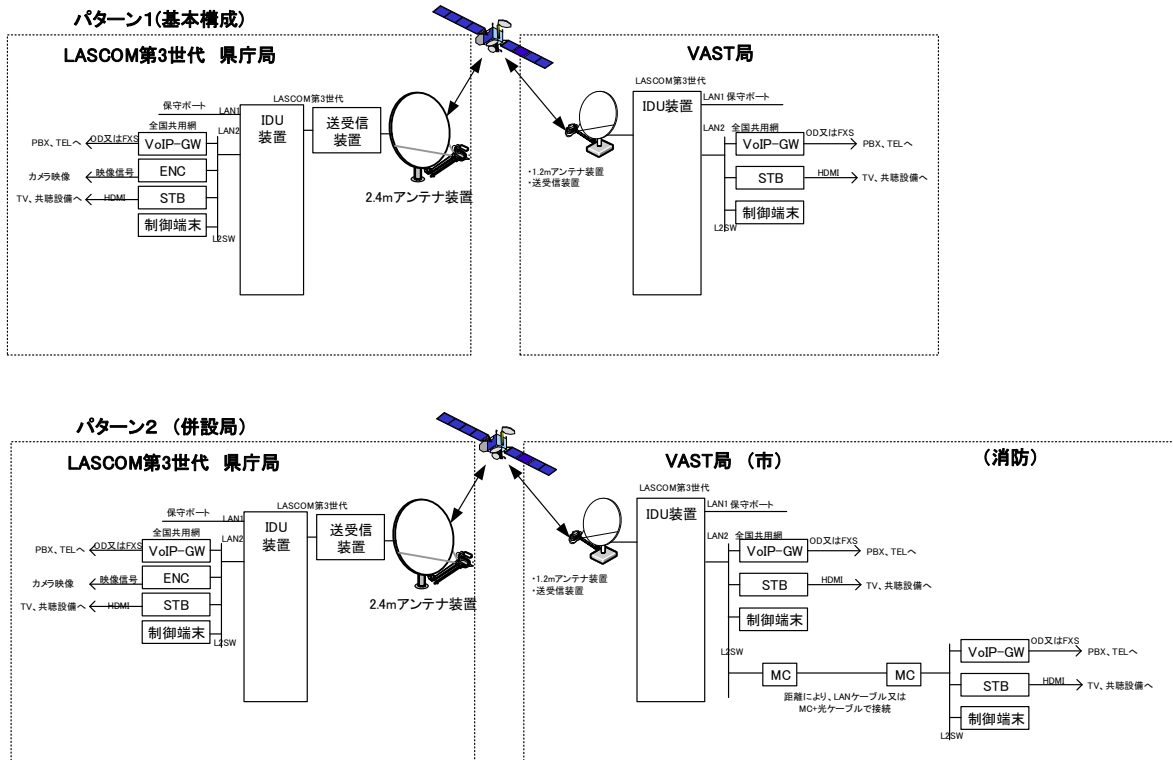 パターン1(基本構成)
LASCOM第3世代 県庁局
VAST局
保守ポート
LAN1
LASCOM第3世代
IDU
装置
送受信
装置
LAN2
全国共用網
PBX、TELへ
OD又はFXS
VoIP-GW
カメラ映像
映像信号
ENC
TV、共聴設備へ
HDMI
STB
制御端末
L2SW
2.4mアンテナ装置
・1.2mアンテナ装置
・送受信装置
LASCOM第3世代
IDU装置
LAN1 保守ポート
LAN2
全国共用網
VoIP-GW
OD又はFXS
PBX、TELへ
STB
HDMI
TV、共聴設備へ
制御端末
L2SW
パターン2 (併設局)
LASCOM第3世代 県庁局
VAST局 (市)
(消防)
保守ポート
LAN1
LASCOM第3世代
IDU
装置
送受信
装置
LAN2
全国共用網
PBX、TELへ
OD又はFXS
VoIP-GW
カメラ映像
映像信号
ENC
TV、共聴設備へ
HDMI
STB
制御端末
L2SW
2.4mアンテナ装置
・1.2mアンテナ装置
・送受信装置
LASCOM第3世代
IDU装置
LAN1 保守ポート
LAN2
全国共用網
VoIP-GW
OD又はFXS
PBX、TELへ
STB
HDMI
TV、共聴設備へ
制御端末
L2SW
MC
MC
距離により、LANケーブル又は
MC+光ケーブルで接続
VoIP-GW
OD又はFXS
PBX、TELへ
STB
HDMI
TV、共聴設備へ
制御端末
L2SW